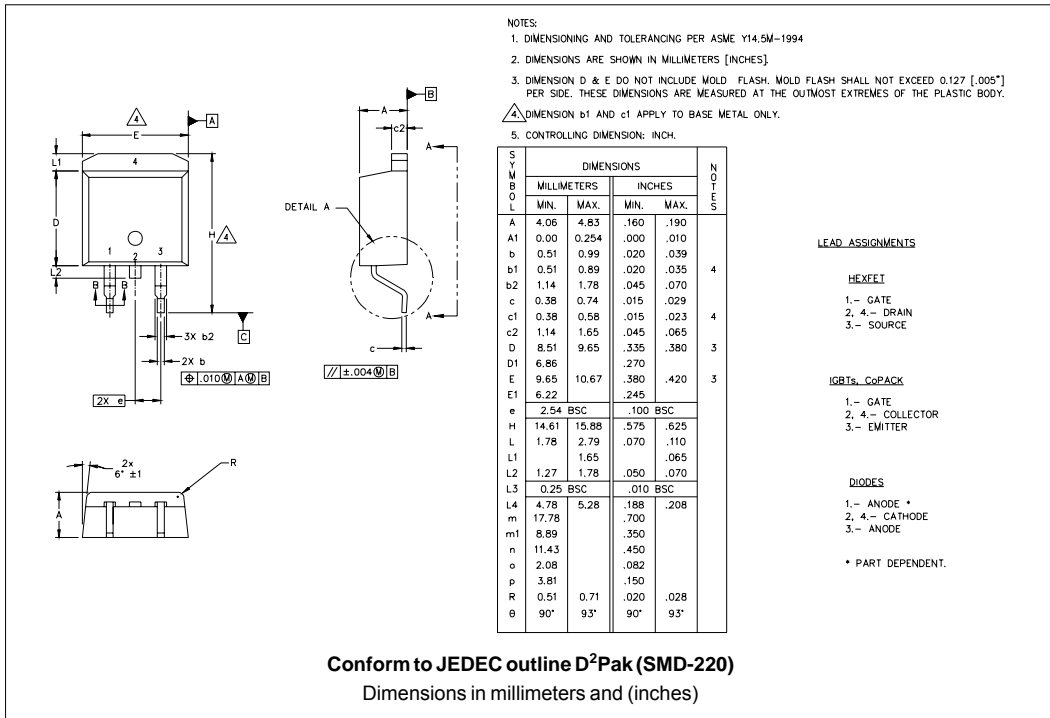 NOTES:
1. DIMENSIONING AND TOLERANCING PER ASME Y14.5M-1994
2. DIMENSIONS ARE SHOWN IN MILLIMETERS [INCHES].
3. DIMENSION D & E DO NOT INCLUDE MOLD FLASH. MOLD FLASH SHALL NOT EXCEED 0.127 [.005"]
PER SIDE. THESE DIMENSIONS ARE MEASURED AT THE OUTMOST EXTREMES OF THE PLASTIC BODY.
4. DIMENSION b1 AND c1 APPLY TO BASE METAL ONLY.
5. CONTROLLING DIMENSION: INCH.
4
E
A
L1
4
D
H 4
1 2 3
L2
B B
3X b2
C
2X b
⌖ .010 Ⓜ A Ⓜ B
2X e
A
B
c2
A
DETAIL A
A
c
// ±.004 Ⓜ B
2x
6° ±1
R
A
SYMBOL DIMENSIONS NOTES
MILLIMETERS INCHES
MIN. MAX. MIN. MAX.
A 4.06 4.83 .160 .190
A1 0.00 0.254 .000 .010
b 0.51 0.99 .020 .039
b1 0.51 0.89 .020 .035 4
b2 1.14 1.78 .045 .070
c 0.38 0.74 .015 .029
c1 0.38 0.58 .015 .023 4
c2 1.14 1.65 .045 .065
D 8.51 9.65 .335 .380 3
D1 6.86 .270
E 9.65 10.67 .380 .420 3
E1 6.22 .245
e 2.54 BSC .100 BSC
H 14.61 15.88 .575 .625
L 1.78 2.79 .070 .110
L1 1.65 .065
L2 1.27 1.78 .050 .070
L3 0.25 BSC .010 BSC
L4 4.78 5.28 .188 .208
m 17.78 .700
m1 8.89 .350
n 11.43 .450
o 2.08 .082
p 3.81 .150
R 0.51 0.71 .020 .028
θ 90° 93° 90° 93°
LEAD ASSIGNMENTS
HEXFET
1.- GATE
2, 4.- DRAIN
3.- SOURCE
IGBTs, CoPACK
1.- GATE
2, 4.- COLLECTOR
3.- EMITTER
DIODES
1.- ANODE *
2, 4.- CATHODE
3.- ANODE
* PART DEPENDENT.
Conform to JEDEC outline D²Pak (SMD-220)
Dimensions in millimeters and (inches)